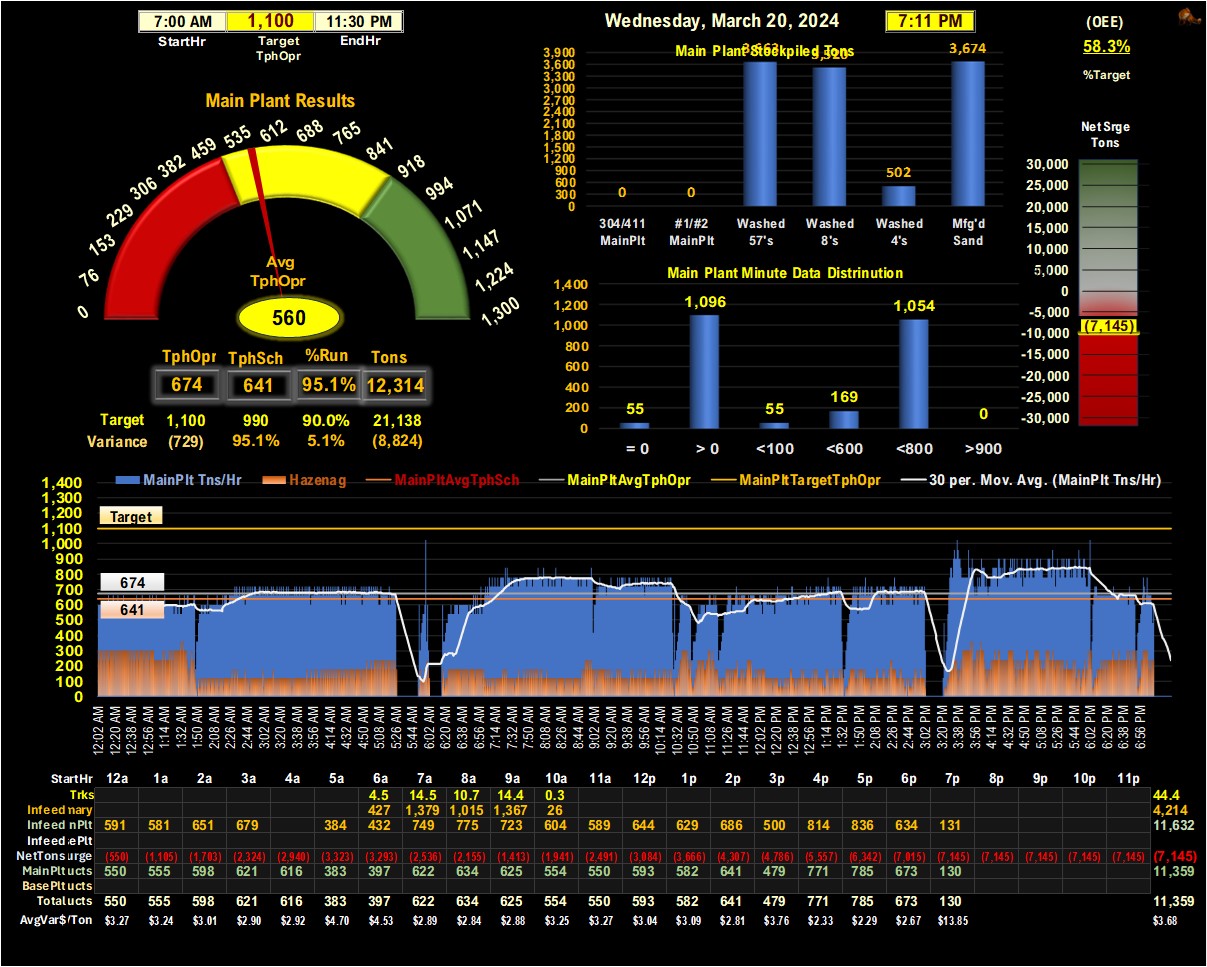 7:00 AM 1,100 11:30 PM
StartHr Target TphOpr EndHr
Wednesday, March 20, 2024 7:11 PM
(OEE)
58.3%
%Target
Main Plant Results
0 76 153 229 306 382 459 535 612 688 765 841 918 994 1,071 1,147 1,224 1,300
Avg
TphOpr
560
TphOpr TphSch %Run Tons
674 641 95.1% 12,314
Target 1,100 990 90.0% 21,138
Variance (729) 95.1% 5.1% (8,824)
Main Plant Stockpiled Tons
3,900
3,600
3,300
3,000
2,700
2,400
2,100
1,800
1,500
1,200
900
600
300
0
0 0 502 3,674
304/411 #1/#2 Washed Washed Washed Mfg'd
MainPlt MainPlt 57's 8's 4's Sand
Main Plant Minute Data Distrinution
1,400
1,200
1,000
800
600
400
200
0
55 1,096 55 169 1,054 0
= 0 > 0 <100 <600 <800 >900
NetSrge
Tons
30,000
25,000
20,000
15,000
10,000
5,000
0
-5,000
(7,145)
-10,000
-15,000
-20,000
-25,000
-30,000
MainPlt Tns/Hr Hazenag MainPltAvgTphSch MainPltAvgTphOpr MainPltTargetTphOpr 30 per. Mov. Avg. (MainPlt Tns/Hr)
1,400
1,300
1,200
1,100
1,000
900
800
700
600
500
400
300
200
100
0
Target
674
641
12:02 AM 12:20 AM 12:38 AM 12:56 AM 1:14 AM 1:32 AM 1:50 AM 2:08 AM 2:26 AM 2:44 AM 3:02 AM 3:20 AM 3:38 AM 3:56 AM 4:14 AM 4:32 AM 4:50 AM 5:08 AM 5:26 AM 5:44 AM 6:02 AM 6:20 AM 6:38 AM 6:56 AM 7:14 AM 7:32 AM 7:50 AM 8:08 AM 8:26 AM 8:44 AM 9:02 AM 9:20 AM 9:38 AM 9:56 AM 10:14 AM 10:32 AM 10:50 AM 11:08 AM 11:26 AM 11:44 AM 12:02 PM 12:20 PM 12:38 PM 12:56 PM 1:14 PM 1:32 PM 1:50 PM 2:08 PM 2:26 PM 2:44 PM 3:02 PM 3:20 PM 3:38 PM 3:56 PM 4:14 PM 4:32 PM 4:50 PM 5:08 PM 5:26 PM 5:44 PM 6:02 PM 6:20 PM 6:38 PM 6:56 PM
StartHr 12a 1a 2a 3a 4a 5a 6a 7a 8a 9a 10a 11a 12p 1p 2p 3p 4p 5p 6p 7p 8p 9p 10p 11p
Trks 4.5 14.5 10.7 14.4 0.3 44.4
Infeed nary 427 1,379 1,015 1,367 26 4,214
Infeed nPlt 591 581 651 679 384 432 749 775 723 604 589 644 629 686 500 814 836 634 131 11,632
Infeed ePlt
NetTons urge (550) (1,105) (1,703) (2,324) (2,940) (3,323) (3,293) (2,536) (2,155) (1,413) (1,941) (2,491) (3,084) (3,666) (4,307) (4,786) (5,557) (6,342) (7,015) (7,145) (7,145) (7,145) (7,145) (7,145) (7,145)
MainPlt ucts 550 555 598 621 616 383 397 622 634 625 554 550 593 582 641 479 771 785 673 130 11,359
BasePlt ucts
Total ucts 550 555 598 621 616 383 397 622 634 625 554 550 593 582 641 479 771 785 673 130 11,359
AvgVar$/Ton $3.27 $3.24 $3.01 $2.90 $2.92 $4.70 $4.53 $2.89 $2.84 $2.88 $3.25 $3.27 $3.04 $3.09 $2.81 $3.76 $2.33 $2.29 $2.67 $13.85 $3.68